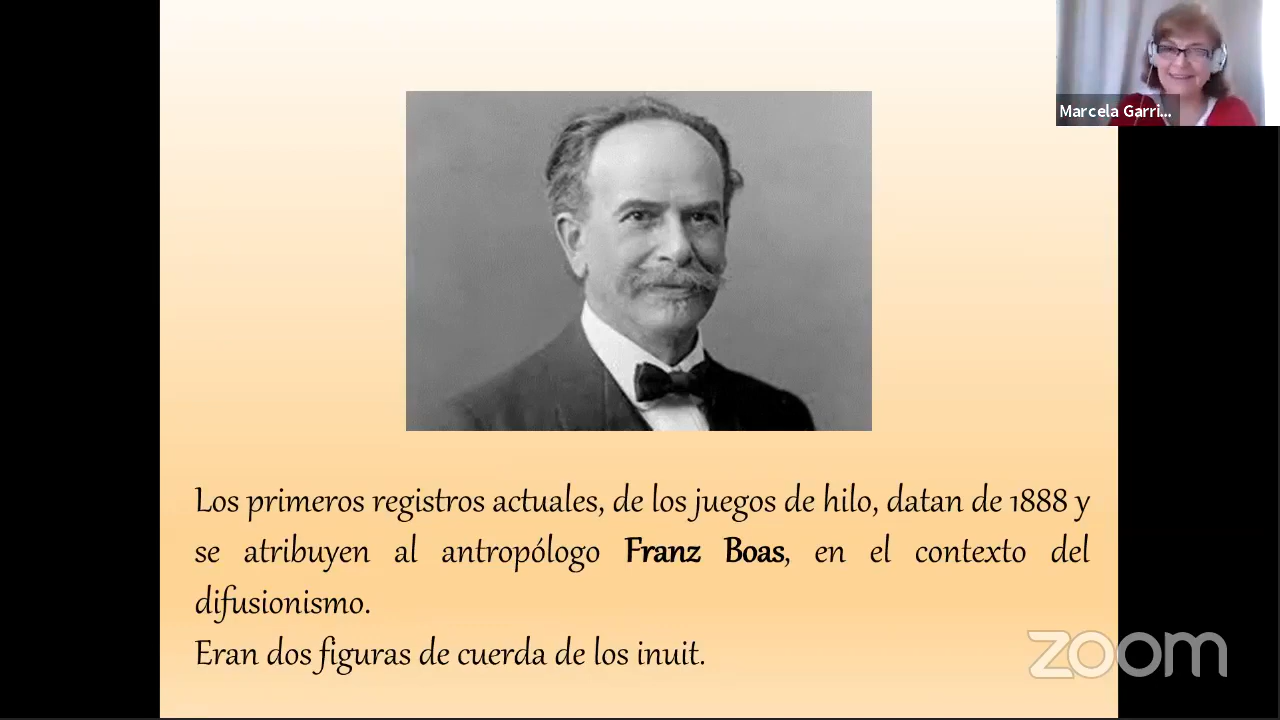 Marcela Garri...
Los primeros registros actuales, de los juegos de hilo, datan de 1888 y
se atribuyen al antropólogo Franz Boas, en el contexto del
difusionismo.
Eran dos figuras de cuerda de los inuit.
zoom